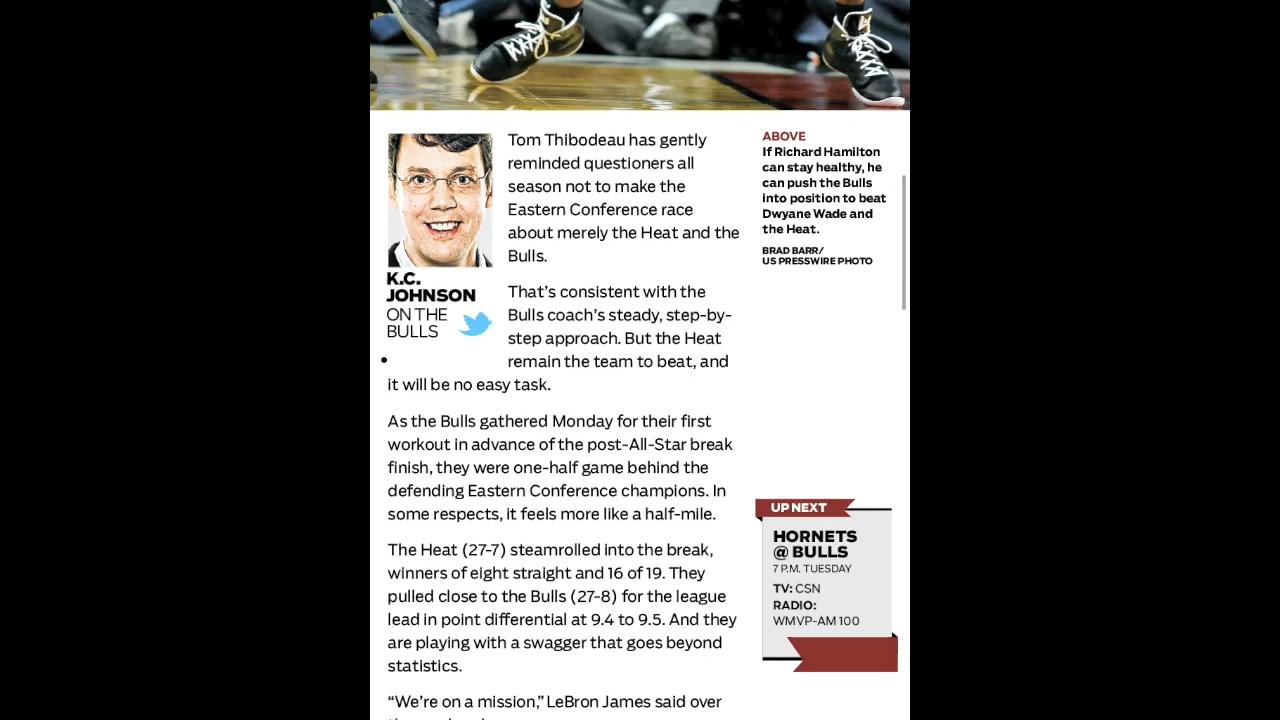 Tom Thibodeau has gently
reminded questioners all
season not to make the
Eastern Conference race
about merely the Heat and the
Bulls.
K.C.
JOHNSON
ON THE
BULLS
That’s consistent with the
Bulls coach’s steady, step-by-
step approach. But the Heat
remain the team to beat, and
it will be no easy task.
As the Bulls gathered Monday for their first
workout in advance of the post-All-Star break
finish, they were one-half game behind the
defending Eastern Conference champions. In
some respects, it feels more like a half-mile.
The Heat (27-7) steamrolled into the break,
winners of eight straight and 16 of 19. They
pulled close to the Bulls (27-8) for the league
lead in point differential at 9.4 to 9.5. And they
are playing with a swagger that goes beyond
statistics.
“We’re on a mission,” LeBron James said over
ABOVE
If Richard Hamilton
can stay healthy, he
can push the Bulls
into position to beat
Dwyane Wade and
the Heat.
BRAD BARR/
US PRESSWIRE PHOTO
UP NEXT
HORNETS
@ BULLS
7 P.M. TUESDAY
TV: CSN
RADIO:
WMVP-AM 100